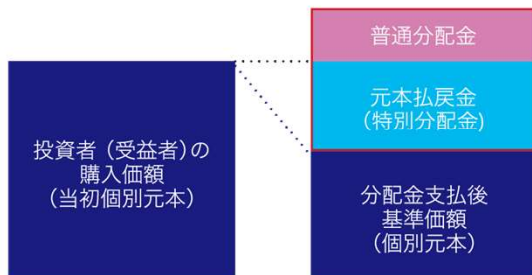 普通分配金
元本払戻金
(特別分配金)
投資者（受益者）の
購入価額
（当初個別元本）
分配金支払後
基準価額
（個別元本）